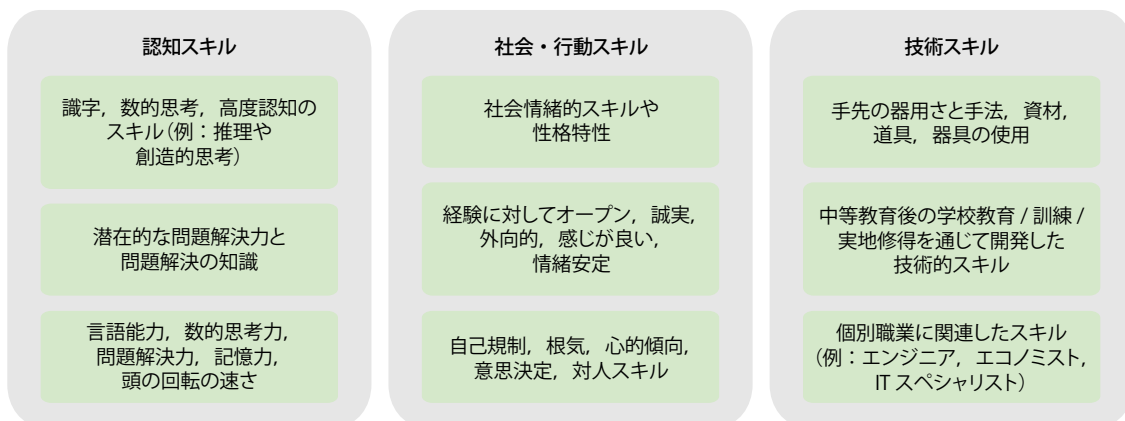 認知スキル
識字，数的思考，高度認知の
スキル（例：推理や
創造的思考）
潜在的な問題解決力と
問題解決の知識
言語能力，数的思考力，
問題解決力，記憶力，
頭の回転の速さ
社会・行動スキル
社会情緒的スキルや
性格特性
経験に対してオープン，誠実，
外向的，感じが良い，
情緒安定
自己規制，根気，心的傾向，
意思決定，対人スキル
技術スキル
手先の器用さと手法，資材，
道具，器具の使用
中等教育後の学校教育 / 訓練 /
実地修得を通じて開発した
技術的スキル
個別職業に関連したスキル
（例：エンジニア，エコノミスト，
IT スペシャリスト）